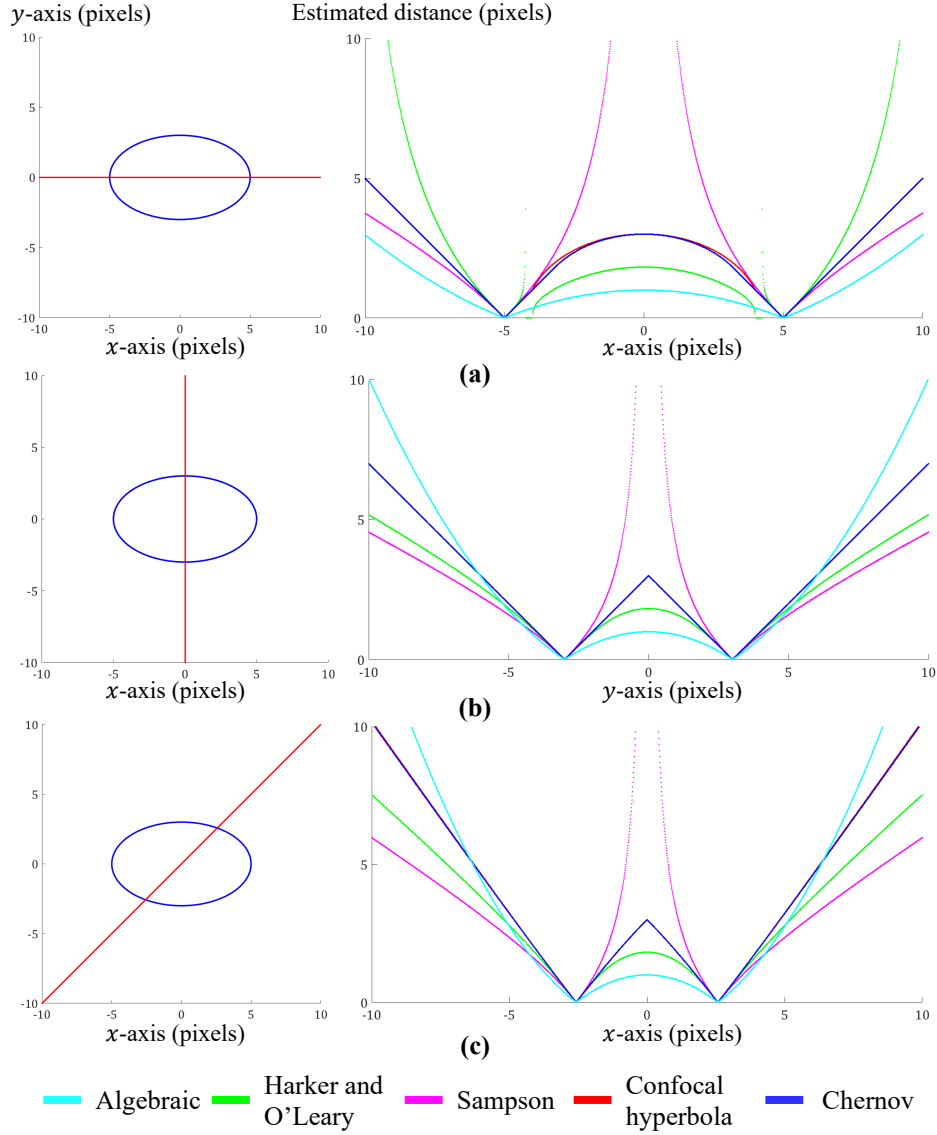 y-axis (pixels)
Estimated distance (pixels)
10
5
0
-5
-10
-10 -5 0 5 10
x-axis (pixels)
10
5
0
-10 -5 0 5 10
x-axis (pixels)
(a)
10
5
0
-5
-10
-10 -5 0 5 10
x-axis (pixels)
10
5
0
-10 -5 0 5 10
y-axis (pixels)
(b)
10
5
0
-5
-10
-10 -5 0 5 10
x-axis (pixels)
10
5
0
-10 -5 0 5 10
x-axis (pixels)
(c)
Algebraic
Harker and
O'Leary
Sampson
Confocal
hyperbola
Chernov